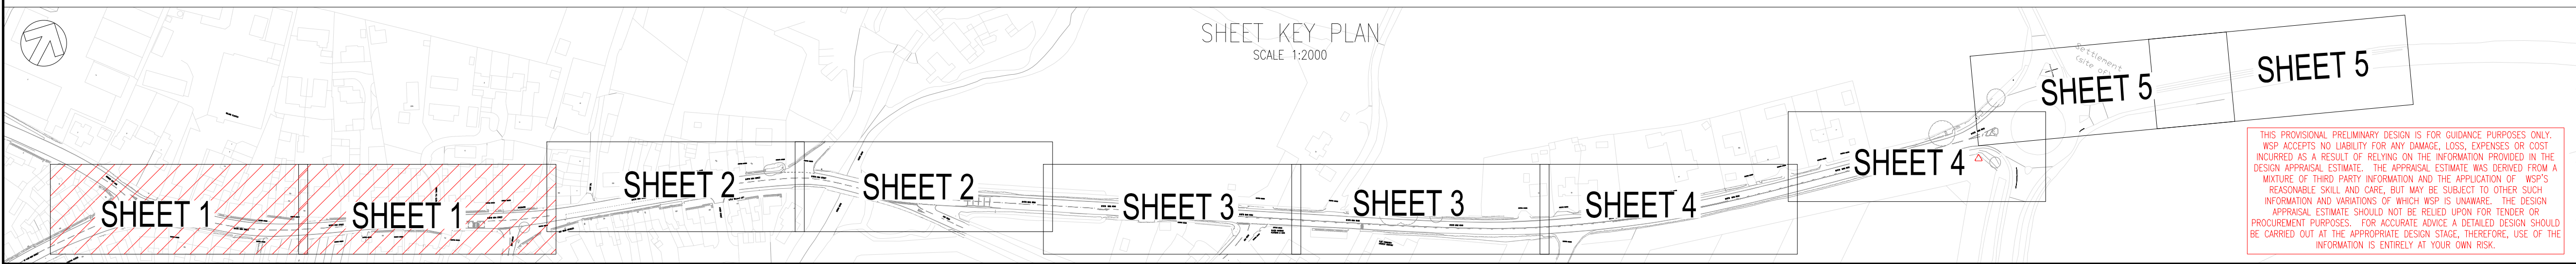 SHEET KEY PLAN
SCALE 1:2000
Settlement
(site of)
SHEET 1
SHEET 1
SHEET 2
SHEET 2
SHEET 3
SHEET 3
SHEET 4
SHEET 4
SHEET 5
SHEET 5
THIS PROVISIONAL PRELIMINARY DESIGN IS FOR GUIDANCE PURPOSES ONLY.
WSP ACCEPTS NO LIABILITY FOR ANY DAMAGE, LOSS, EXPENSES OR COST
INCURRED AS A RESULT OF RELYING ON THE INFORMATION PROVIDED IN THE
DESIGN APPRAISAL ESTIMATE. THE APPRAISAL ESTIMATE WAS DERIVED FROM A
MIXTURE OF THIRD PARTY INFORMATION AND THE APPLICATION OF WSP'S
REASONABLE SKILL AND CARE, BUT MAY BE SUBJECT TO OTHER SUCH
INFORMATION AND VARIATIONS OF WHICH WSP IS UNAWARE. THE DESIGN
APPRAISAL ESTIMATE SHOULD NOT BE RELIED UPON FOR TENDER OR
PROCUREMENT PURPOSES. FOR ACCURATE ADVICE A DETAILED DESIGN SHOULD
BE CARRIED OUT AT THE APPROPRIATE DESIGN STAGE, THEREFORE, USE OF THE
INFORMATION IS ENTIRELY AT YOUR OWN RISK.